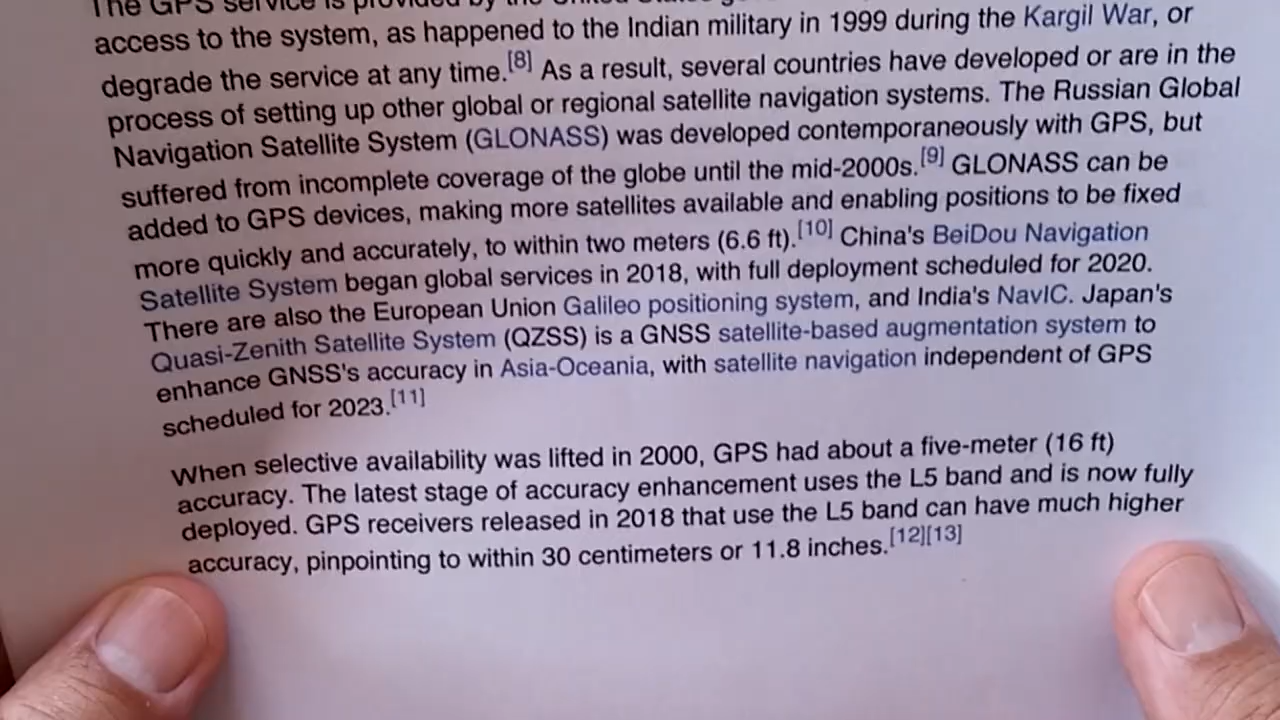 The GPS service is provided by the United States
access to the system, as happened to the Indian military in 1999 during the Kargil War, or
degrade the service at any time.[8] As a result, several countries have developed or are in the
process of setting up other global or regional satellite navigation systems. The Russian Global
Navigation Satellite System (GLONASS) was developed contemporaneously with GPS, but
suffered from incomplete coverage of the globe until the mid-2000s.[9] GLONASS can be
added to GPS devices, making more satellites available and enabling positions to be fixed
more quickly and accurately, to within two meters (6.6 ft).[10] China's BeiDou Navigation
Satellite System began global services in 2018, with full deployment scheduled for 2020.
There are also the European Union Galileo positioning system, and India's NavIC. Japan's
Quasi-Zenith Satellite System (QZSS) is a GNSS satellite-based augmentation system to
enhance GNSS's accuracy in Asia-Oceania, with satellite navigation independent of GPS
scheduled for 2023.[11]
When selective availability was lifted in 2000, GPS had about a five-meter (16 ft)
accuracy. The latest stage of accuracy enhancement uses the L5 band and is now fully
deployed. GPS receivers released in 2018 that use the L5 band can have much higher
accuracy, pinpointing to within 30 centimeters or 11.8 inches.[12][13]